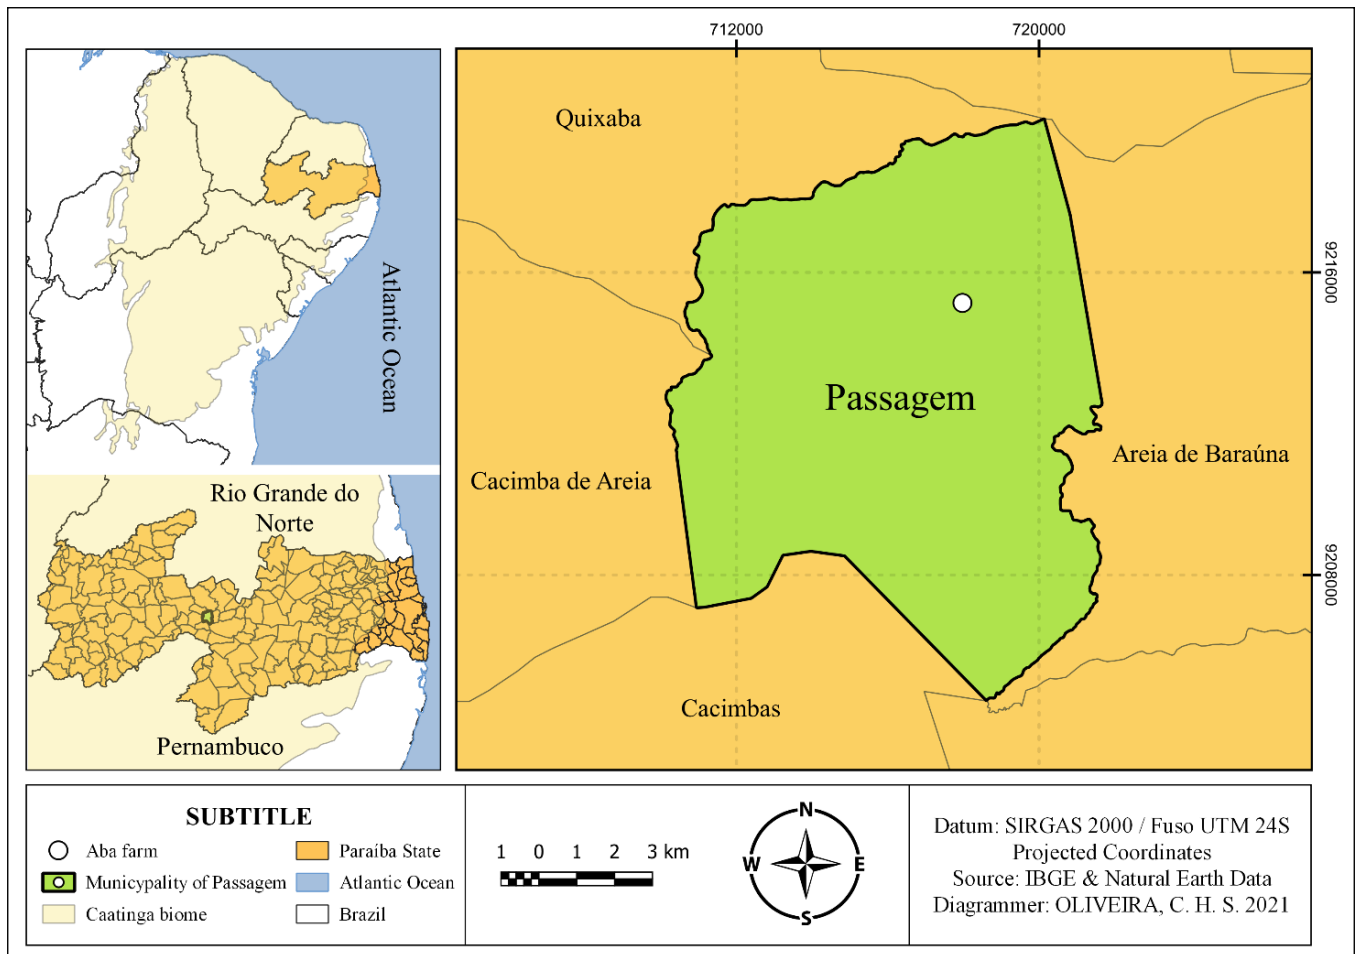 712000
720000
Quixaba
9216000
Atlantic Ocean
Passagem
Areia de Baraúna
Cacimba de Areia
Rio Grande do
Norte
9208000
Cacimbas
Pernambuco
SUBTITLE
Aba farm
Paraíba State
Municypality of Passagem
Atlantic Ocean
Caatinga biome
Brazil
1 0 1 2 3 km
N
W
E
S
Datum: SIRGAS 2000 / Fuso UTM 24S
Projected Coordinates
Source: IBGE & Natural Earth Data
Diagrammer: OLIVEIRA, C. H. S. 2021